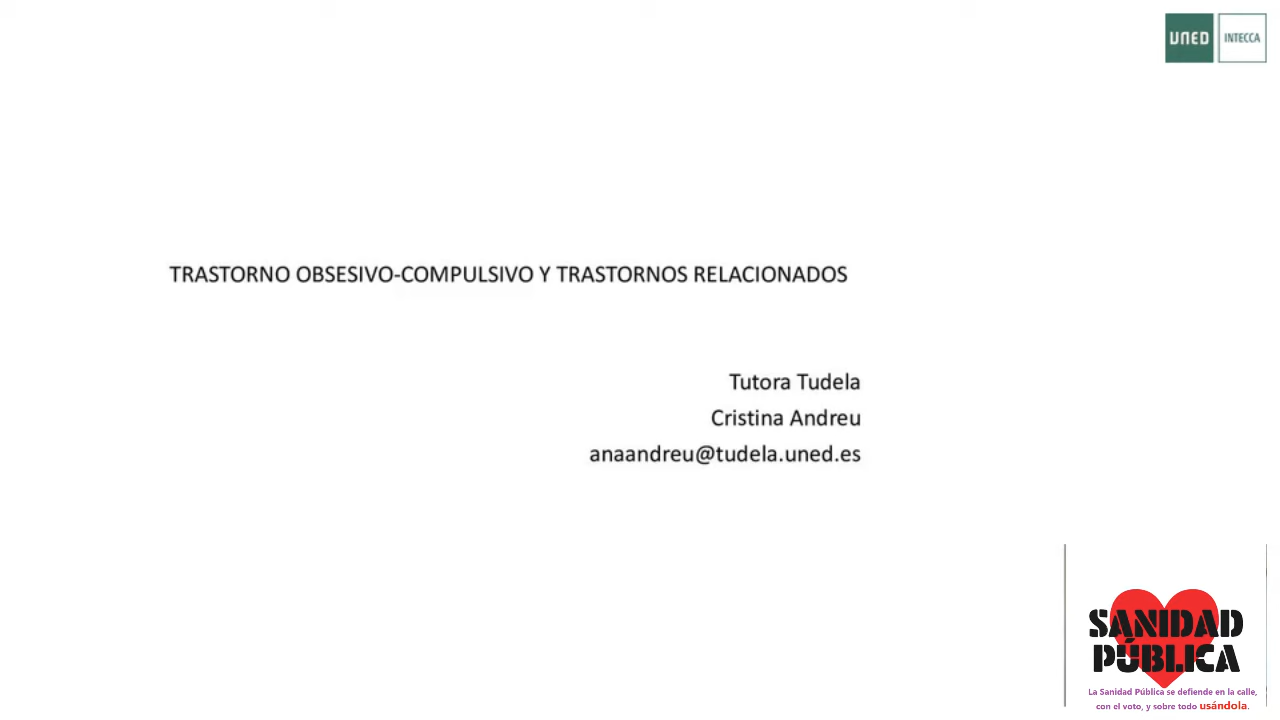 UNED INTECCA
TRASTORNO OBSESIVO-COMPULSIVO Y TRASTORNOS RELACIONADOS
Tutora Tudela
Cristina Andreu
anaandreu@tudela.uned.es
SANIDAD
PÚBLICA
La Sanidad Pública se defiende en la calle,
con el voto, y sobre todo usándola.